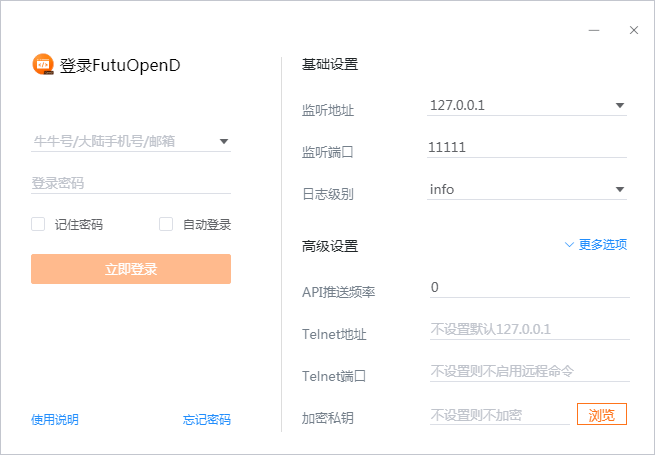 登录FutuOpenD
牛牛号/大陆手机号/邮箱
登录密码
记住密码 自动登录
立即登录
使用说明 忘记密码
基础设置
监听地址 127.0.0.1
监听端口 11111
日志级别 info
高级设置 更多选项
API推送频率 0
Telnet地址 不设置默认127.0.0.1
Telnet端口 不设置则不启用远程命令
加密私钥 不设置则不加密 浏览